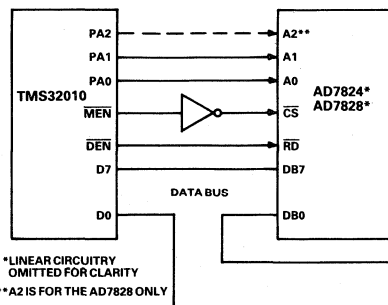 PA2
A2**
PA1
A1
PA0
A0
TMS32010
AD7824*
AD7828*
MEN
CS
DEN
RD
D7
DB7
DATA BUS
D0
DB0
*LINEAR CIRCUITRY
OMITTED FOR CLARITY
**A2 IS FOR THE AD7828 ONLY